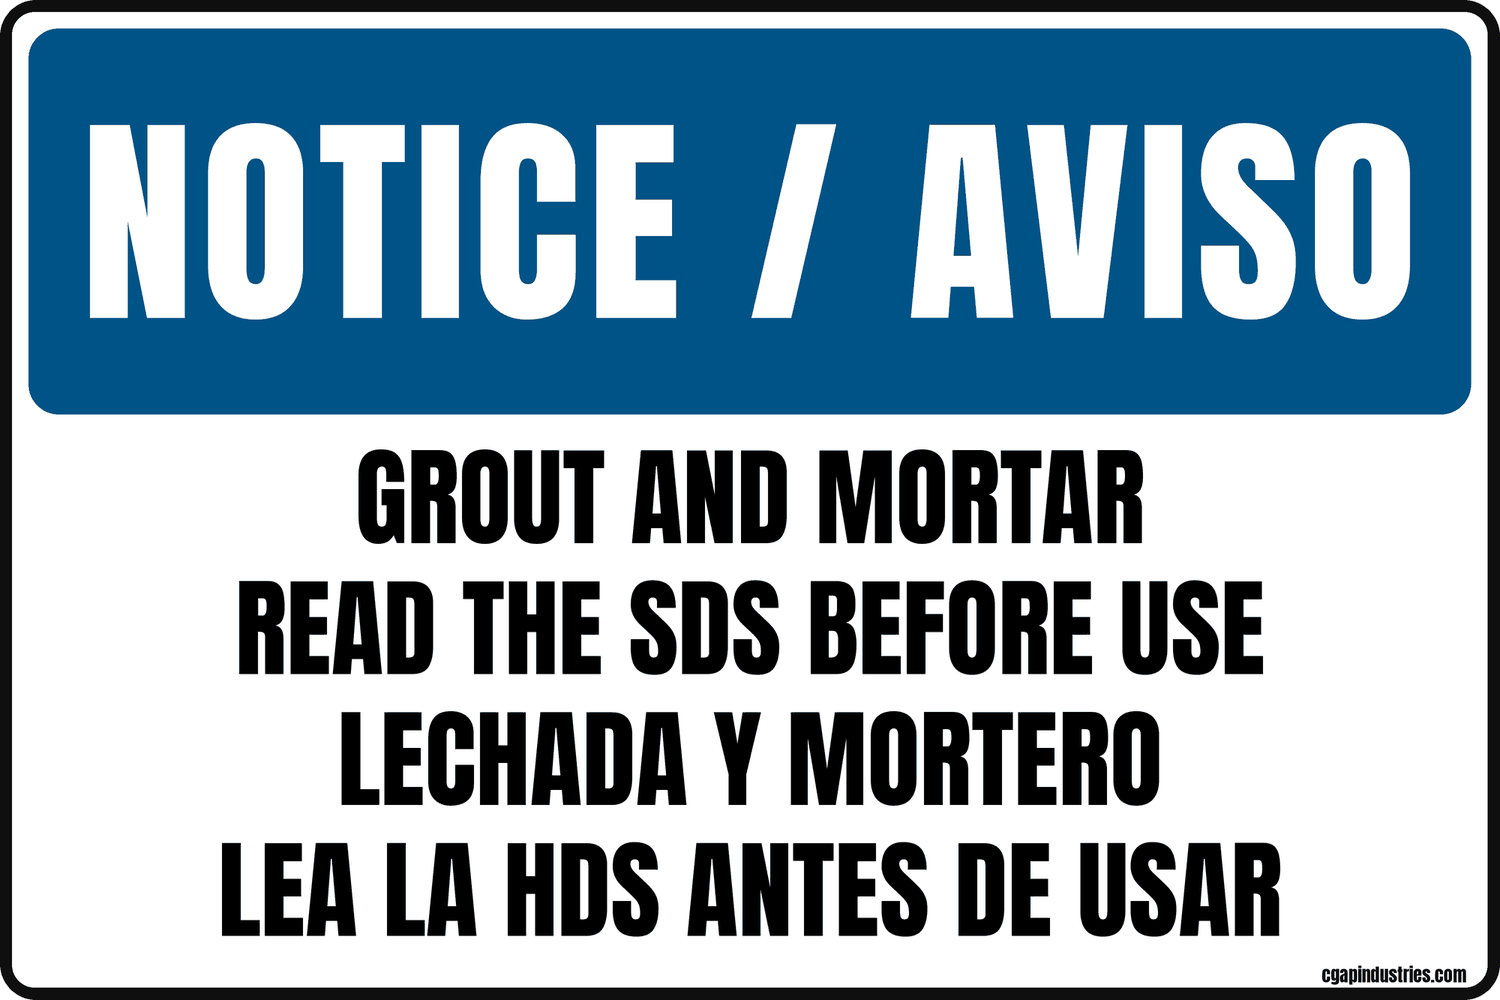 NOTICE / AVISO
GROUT AND MORTAR
READ THE SDS BEFORE USE
LECHADA Y MORTERO
LEA LA HDS ANTES DE USAR
cgapindustries.com